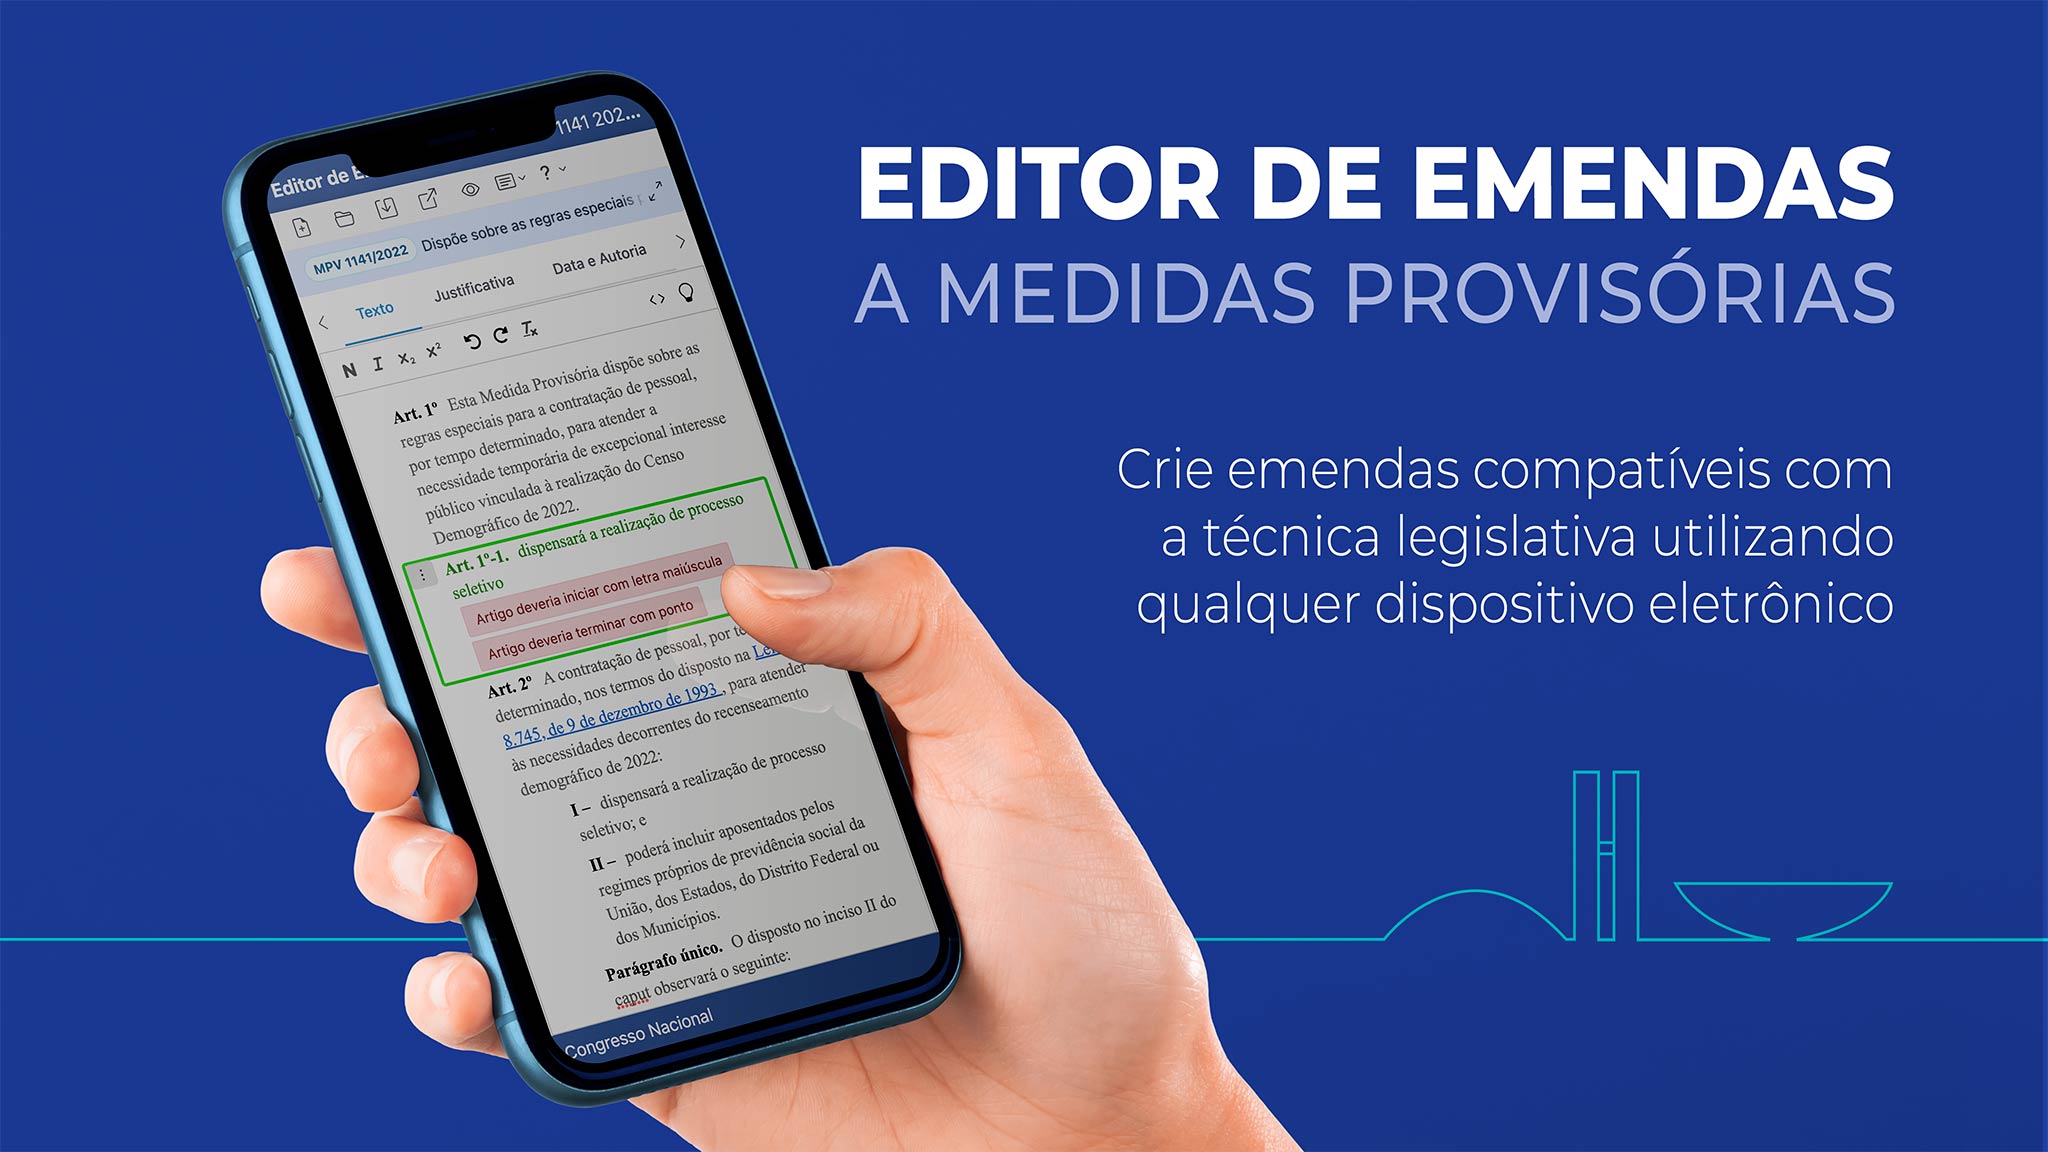 Editor de E
1141 202...
MPV 1141/2022 Dispõe sobre as regras especiais
Texto Justificativa Data e Autoria
N I X₂ X²
Art. 1º Esta Medida Provisória dispõe sobre as
regras especiais para a contratação de pessoal,
por tempo determinado, para atender a
necessidade temporária de excepcional interesse
público vinculada à realização do Censo
Demográfico de 2022.
Art. 1º-1. dispensará a realização de processo
seletivo
Artigo deveria iniciar com letra maiúscula
Artigo deveria terminar com ponto
Art. 2º A contratação de pessoal, por
determinado, nos termos do disposto na
8.745, de 9 de dezembro de 1993 , para atender
às necessidades decorrentes do recenseamento
demográfico de 2022:
I – dispensará a realização de processo
seletivo; e
II – poderá incluir aposentados pelos
regimes próprios de previdência social da
União, dos Estados, do Distrito Federal ou
dos Municípios.
Parágrafo único. O disposto no inciso II do
caput observará o seguinte:
Congresso Nacional
EDITOR DE EMENDAS
A MEDIDAS PROVISÓRIAS
Crie emendas compatíveis com
a técnica legislativa utilizando
qualquer dispositivo eletrônico